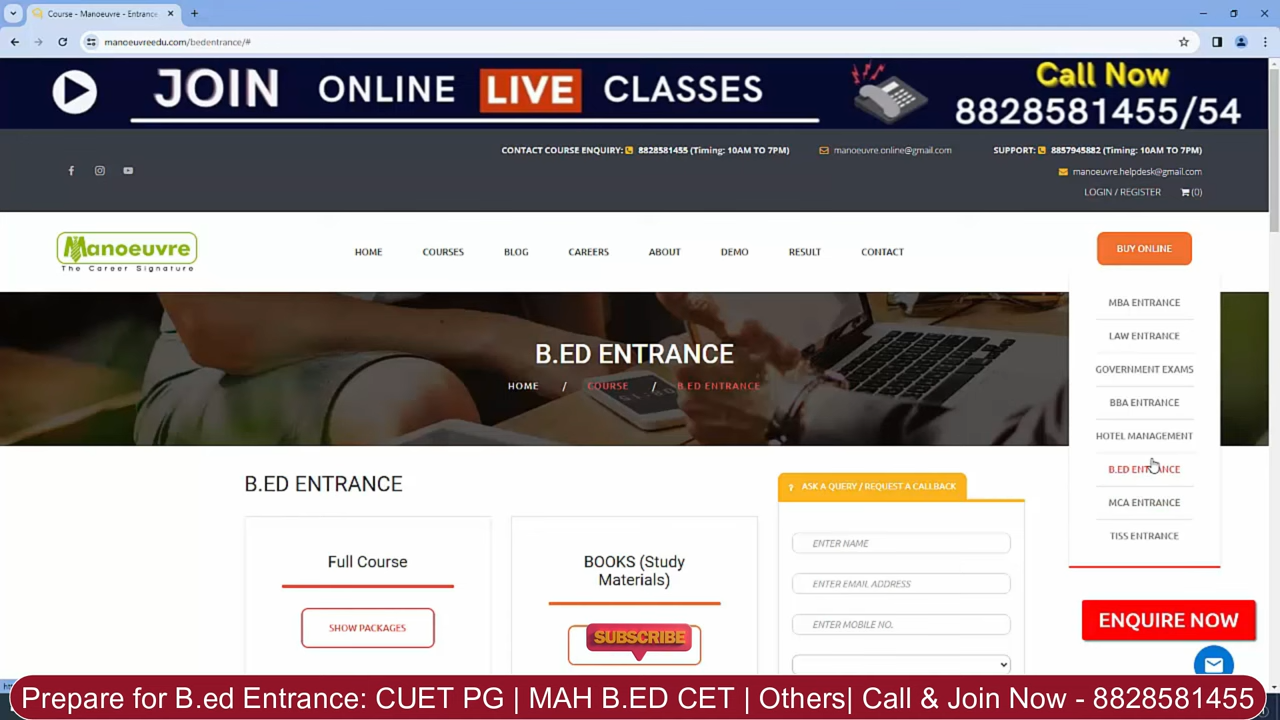 Course - Manoeuvre - Entrance
manoeuvreedu.com/bedentrance/#
JOIN ONLINE LIVE CLASSES
Call Now
8828581455/54
CONTACT COURSE ENQUIRY: 8828581455 (Timing: 10AM TO 7PM)
manoeuvre.online@gmail.com
SUPPORT: 8857945882 (Timing: 10AM TO 7PM)
manoeuvre.helpdesk@gmail.com
LOGIN / REGISTER
(0)
Manoeuvre
The Career Signature
HOME
COURSES
BLOG
CAREERS
ABOUT
DEMO
RESULT
CONTACT
BUY ONLINE
MBA ENTRANCE
LAW ENTRANCE
GOVERNMENT EXAMS
BBA ENTRANCE
HOTEL MANAGEMENT
B.ED ENTRANCE
MCA ENTRANCE
TISS ENTRANCE
B.ED ENTRANCE
HOME / COURSE / B.ED ENTRANCE
B.ED ENTRANCE
Full Course
SHOW PACKAGES
BOOKS (Study
Materials)
SUBSCRIBE
? ASK A QUERY / REQUEST A CALLBACK
ENTER NAME
ENTER EMAIL ADDRESS
ENTER MOBILE NO.
ENQUIRE NOW
Prepare for B.ed Entrance: CUET PG | MAH B.ED CET | Others| Call & Join Now - 8828581455